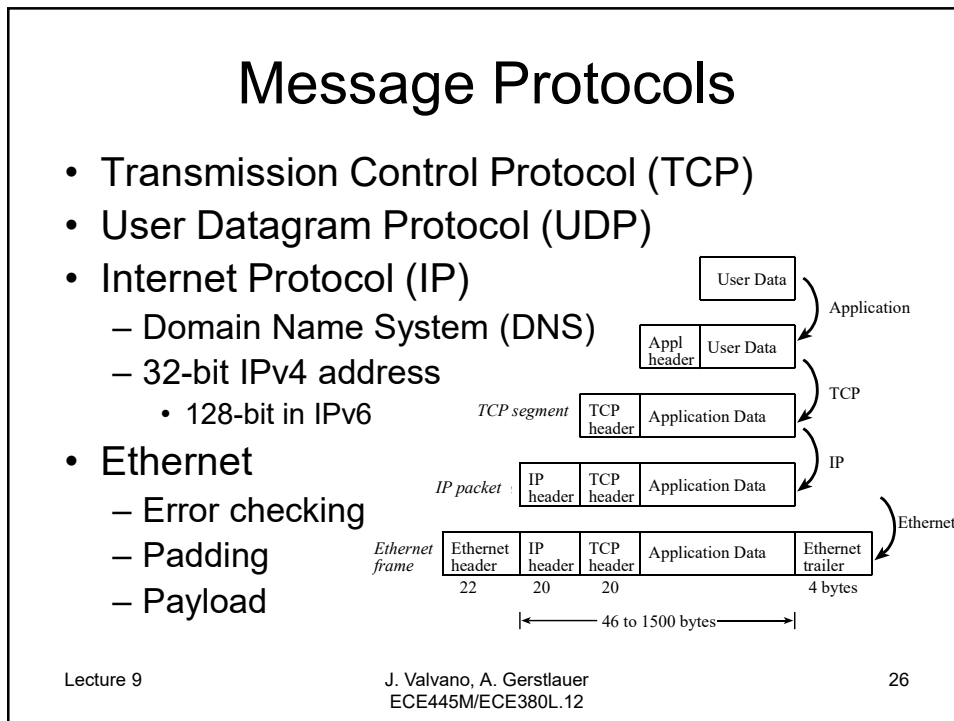 Message Protocols
• Transmission Control Protocol (TCP)
• User Datagram Protocol (UDP)
• Internet Protocol (IP)
– Domain Name System (DNS)
– 32-bit IPv4 address
• 128-bit in IPv6
• Ethernet
– Error checking
– Padding
– Payload
User Data
Application
Appl
header
User Data
TCP
TCP segment
TCP
header
Application Data
IP
IP packet
IP
header
TCP
header
Application Data
Ethernet
Ethernet
frame
Ethernet
header
IP
header
TCP
header
Application Data
Ethernet
trailer
22
20
20
4 bytes
46 to 1500 bytes
Lecture 9
J. Valvano, A. Gerstlauer
ECE445M/ECE380L.12
26